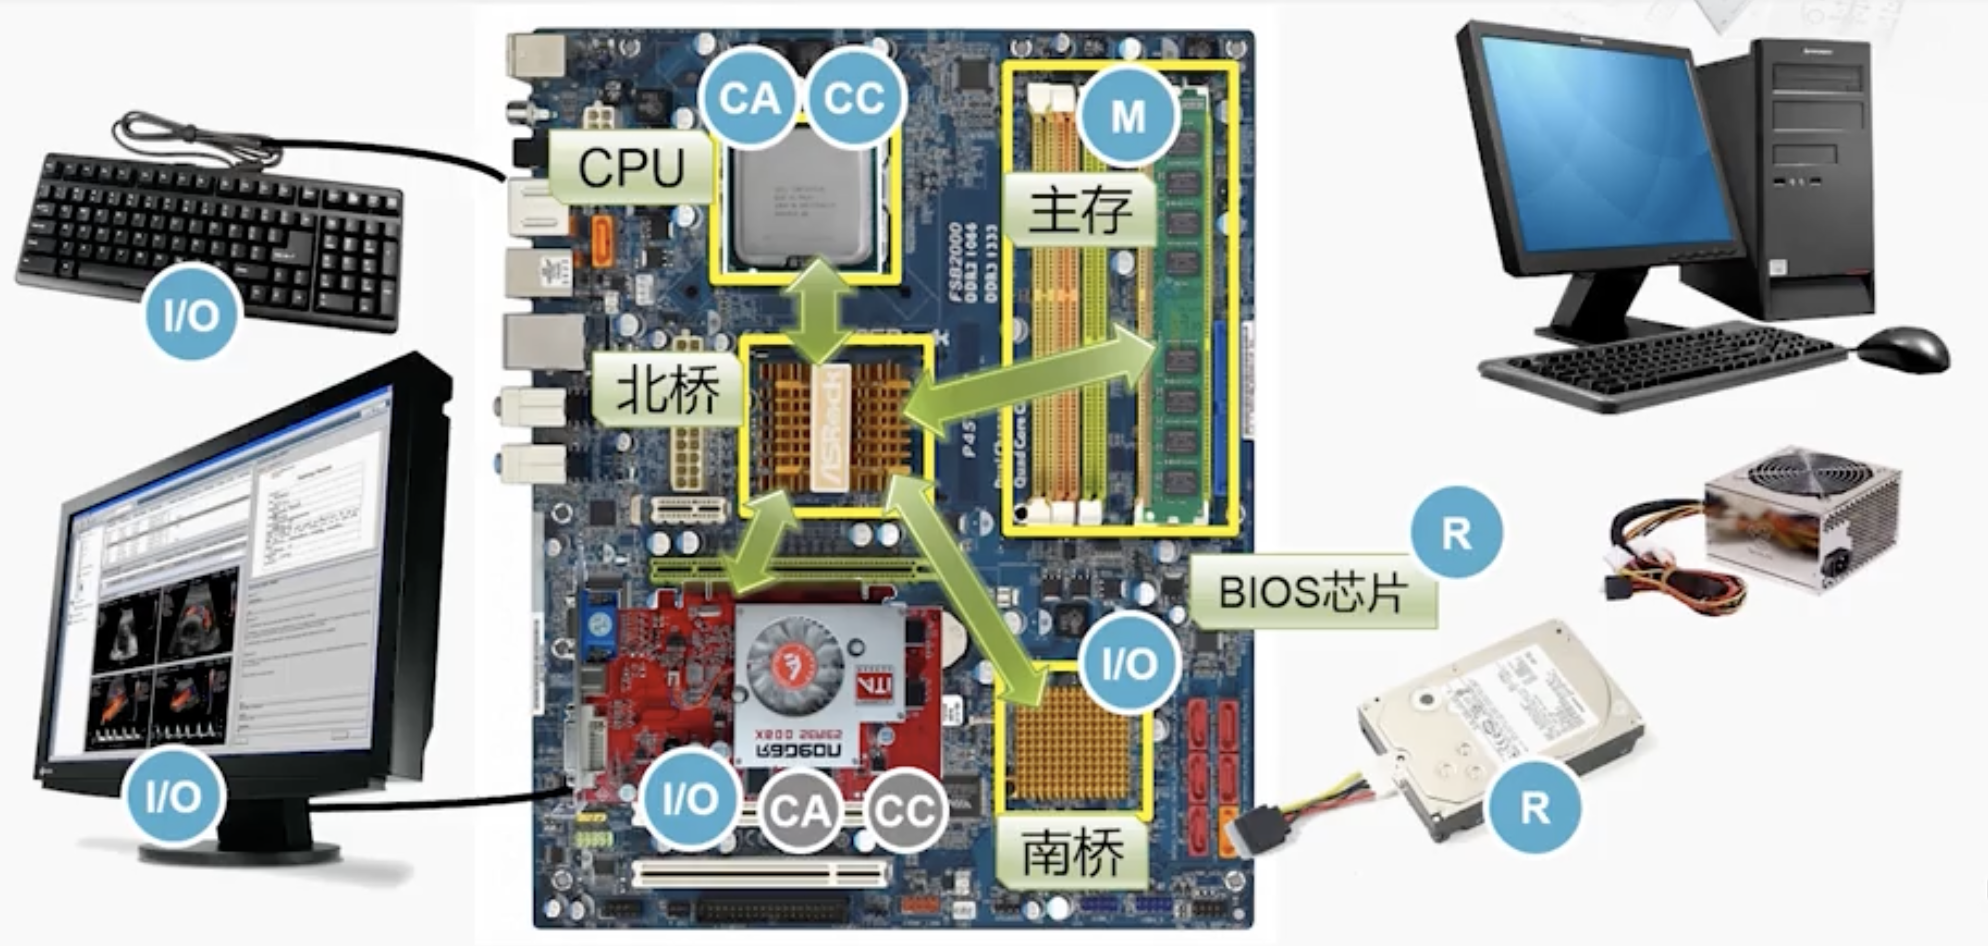 CA
CC
M
CPU
主存
FSB2000
DDR2 1066
DDR3 1333
I/O
北桥
ASRock
P45
Quad Core
R
BIOS芯片
I/O
ATI
X800 SERIES
RADEON
I/O
I/O
CA
CC
R
南桥